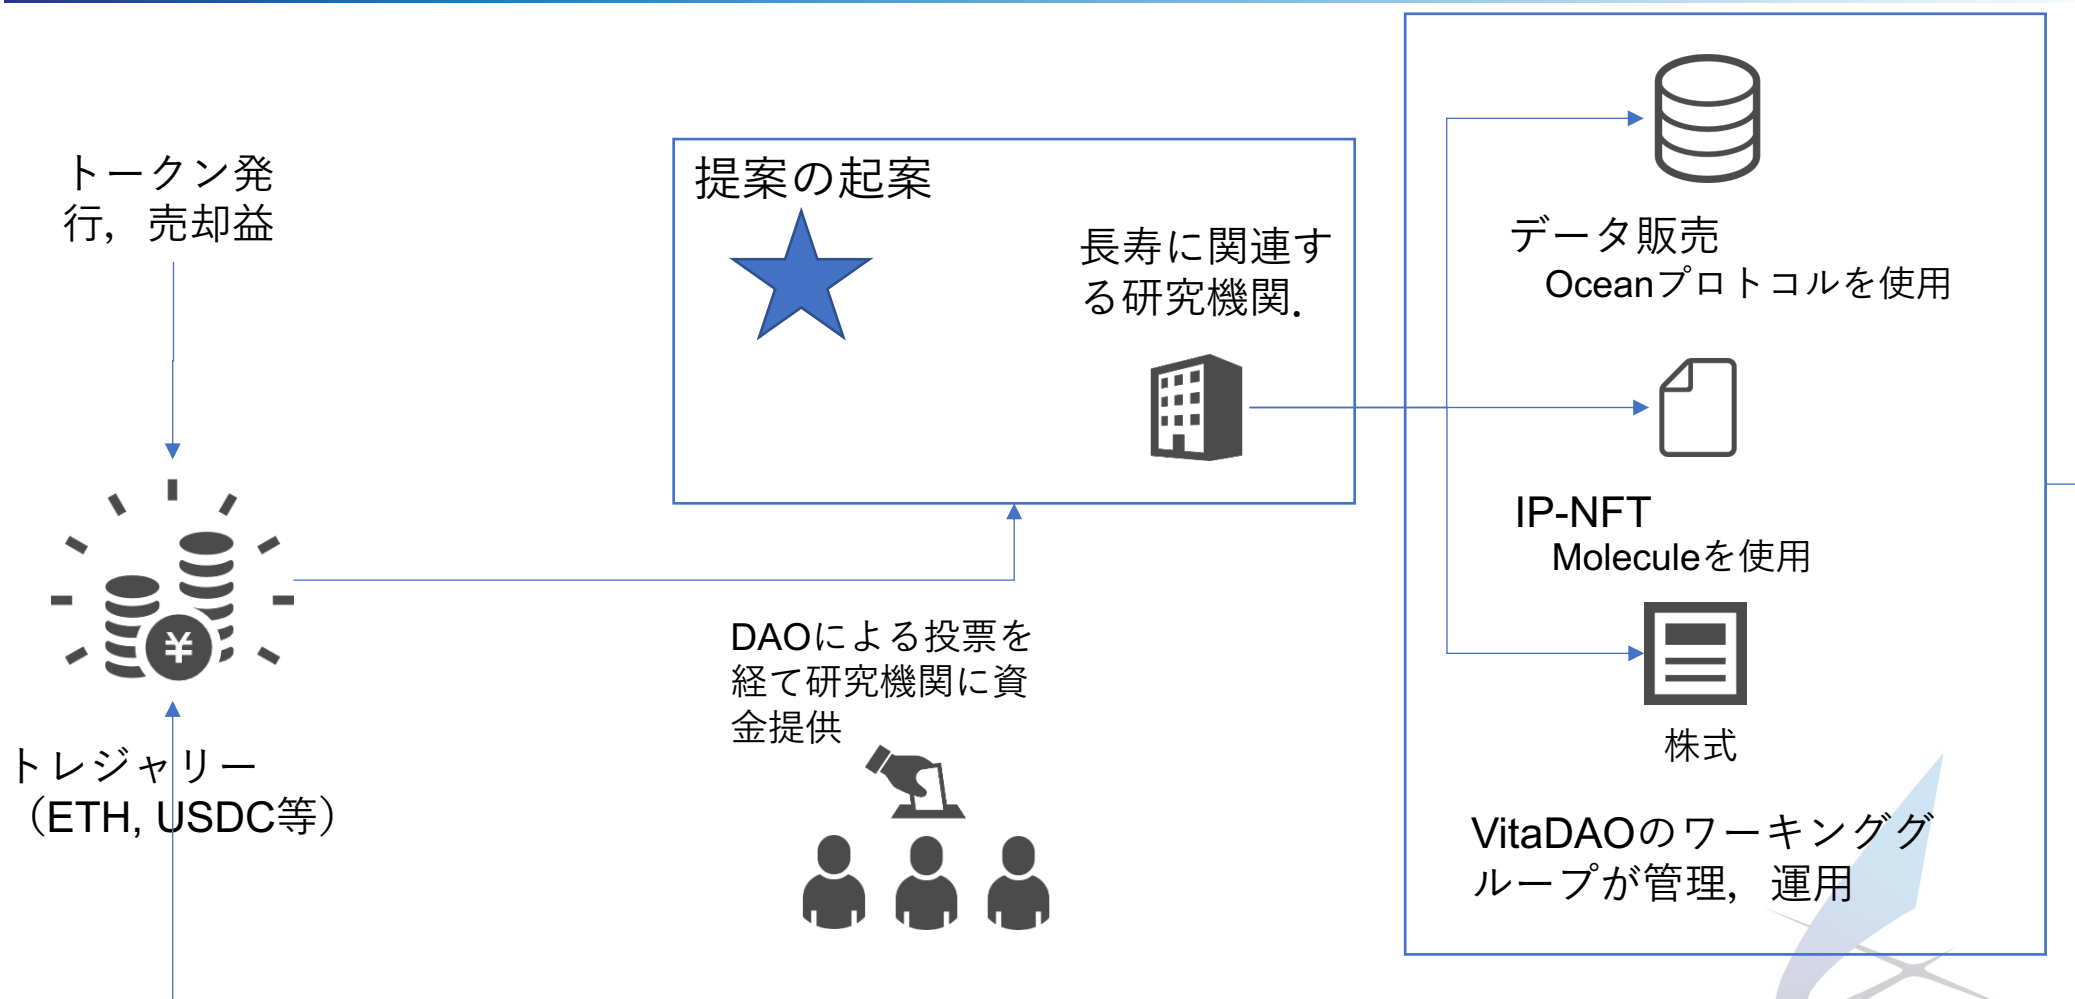 トークン発
行，売却益
トレジャリー
（ETH, USDC等）
提案の起案
長寿に関連す
る研究機関．
DAOによる投票を
経て研究機関に資
金提供
データ販売
Oceanプロトコルを使用
IP-NFT
Moleculeを使用
株式
VitaDAOのワーキンググ
ループが管理，運用
¥